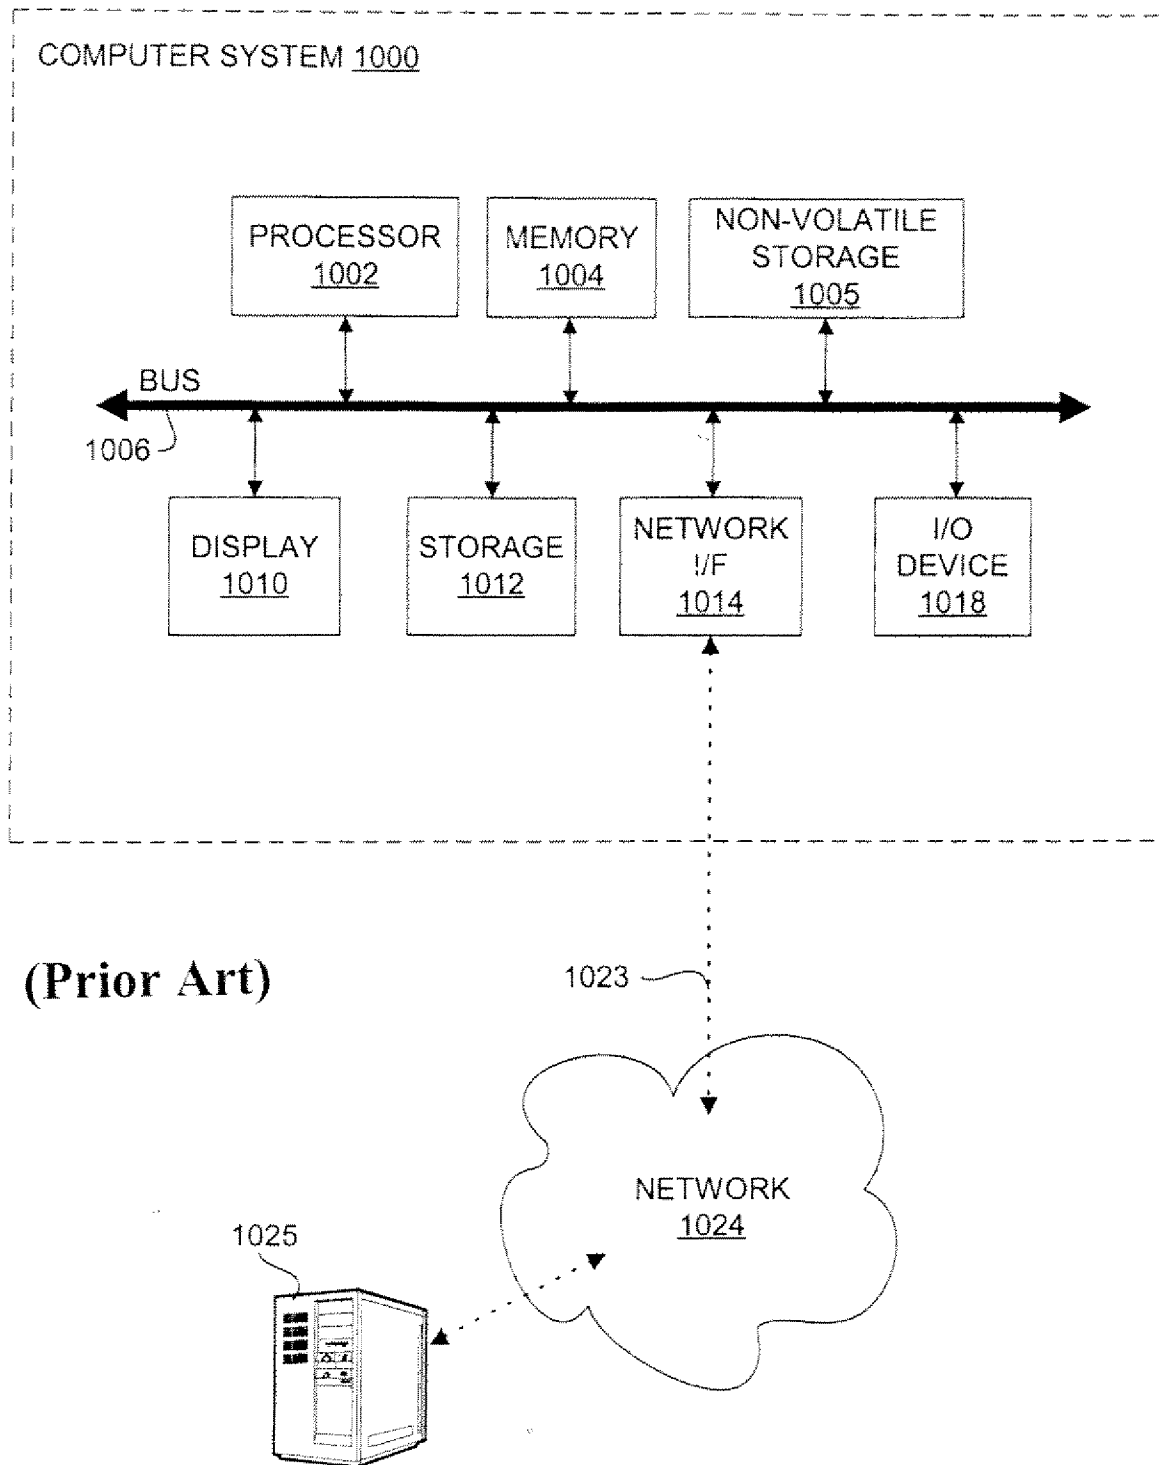 COMPUTER SYSTEM 1000
PROCESSOR
1002
MEMORY
1004
NON-VOLATILE
STORAGE
1005
BUS
1006
DISPLAY
1010
STORAGE
1012
NETWORK
I/F
1014
I/O
DEVICE
1018
(Prior Art)
1023
NETWORK
1024
1025